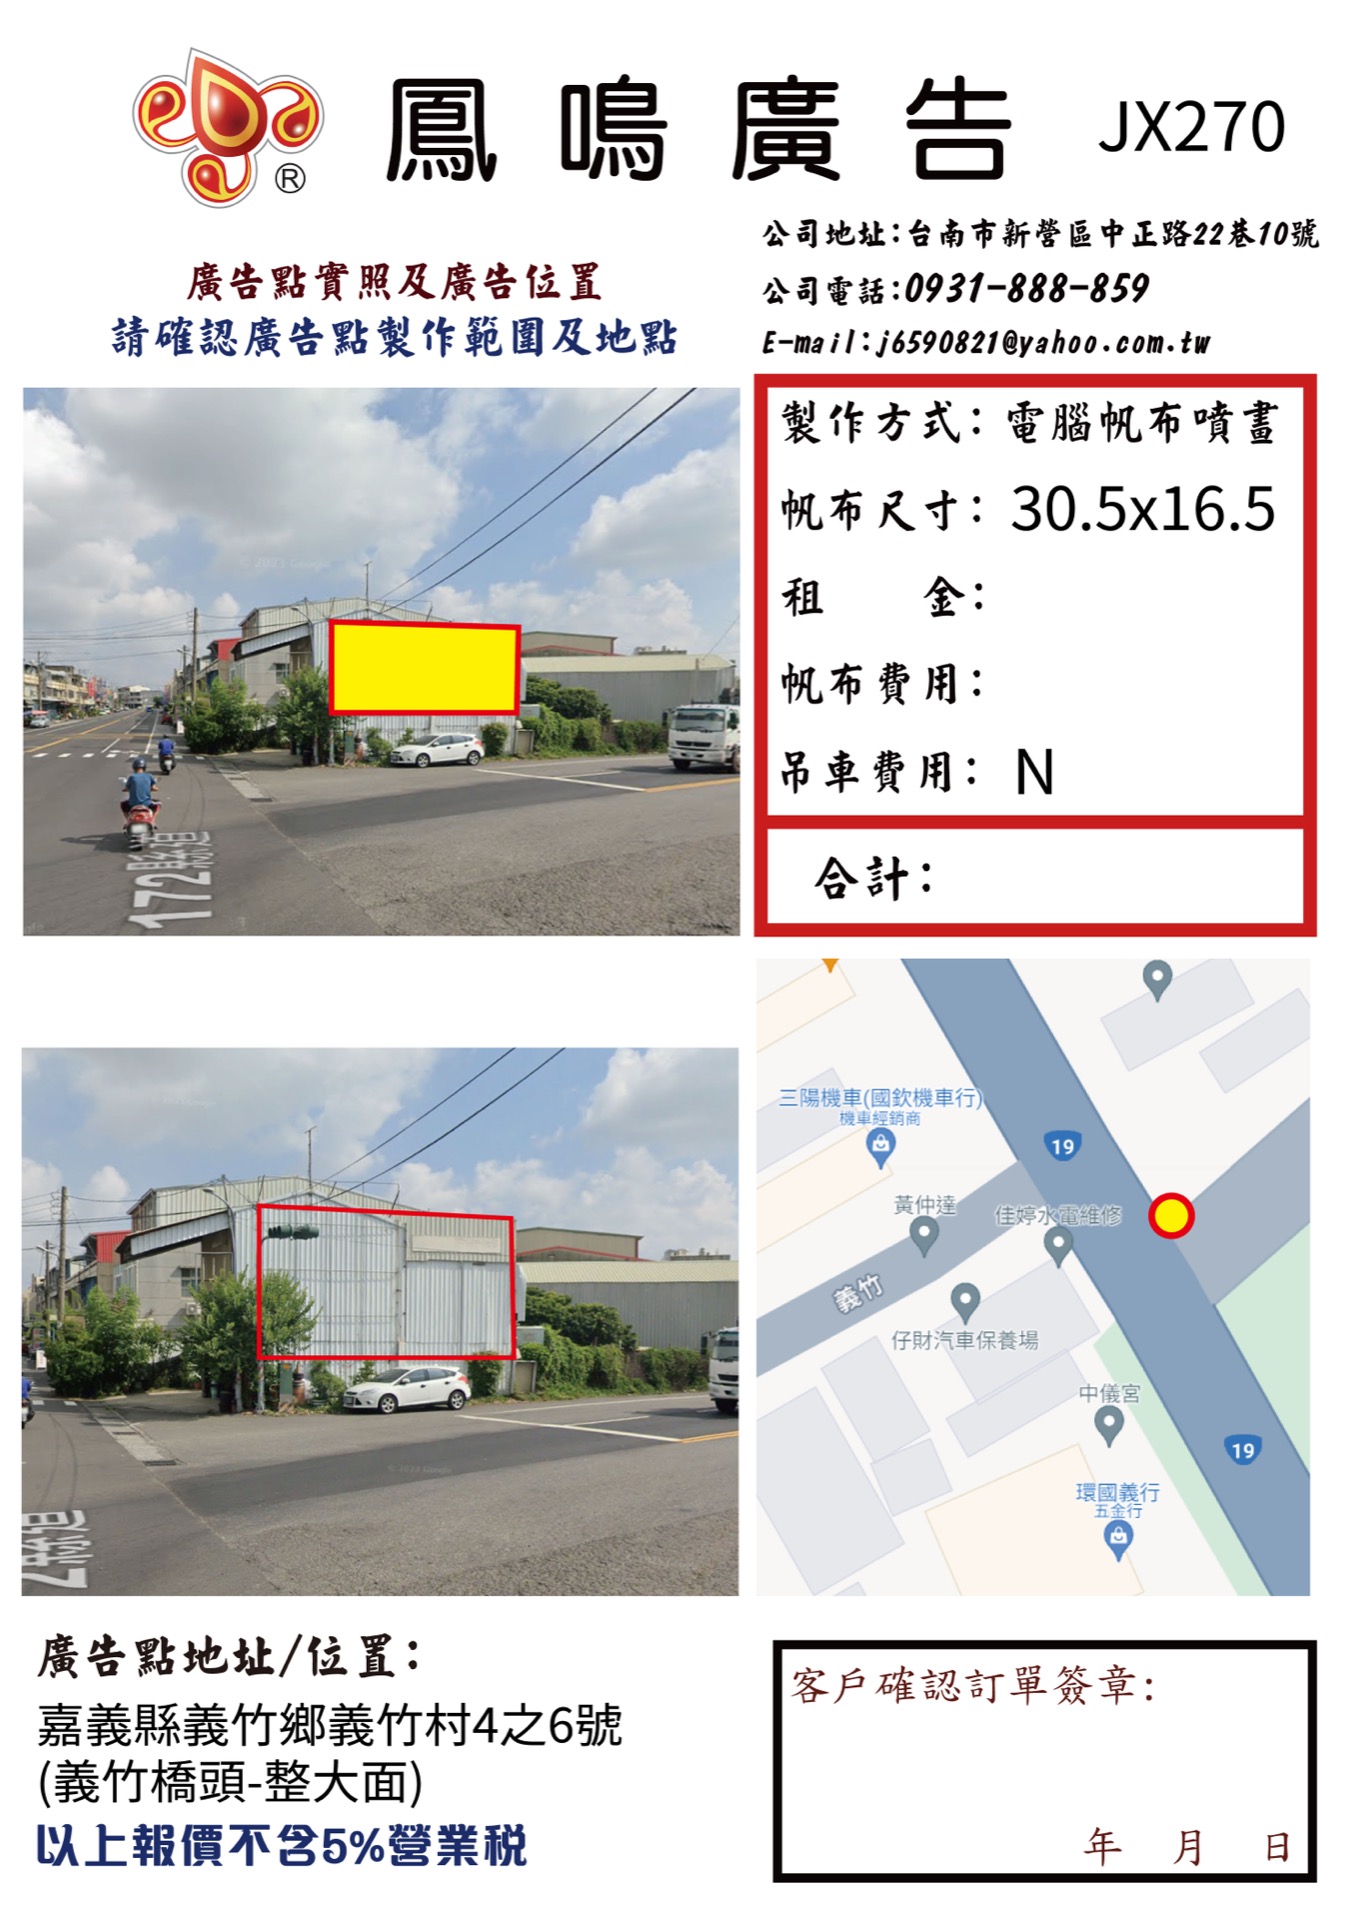 鳳鳴廣告 JX270
®
公司地址:台南市新營區中正路22巷10號
公司電話:0931-888-859
E-mail:j6590821@yahoo.com.tw
廣告點實照及廣告位置
請確認廣告點製作範圍及地點
© 2023 Google
172縣道
製作方式: 電腦帆布噴畫
帆布尺寸: 30.5x16.5
租 金:
帆布費用:
吊車費用: N
合計:
© 2023 Google
2縣道
三陽機車(國欽機車行)
機車經銷商
19
黃仲達
佳婷水電維修
義竹
仔財汽車保養場
中儀宮
19
環國義行
五金行
廣告點地址/位置:
嘉義縣義竹鄉義竹村4之6號
(義竹橋頭-整大面)
以上報價不含5%營業稅
客戶確認訂單簽章:
年 月 日